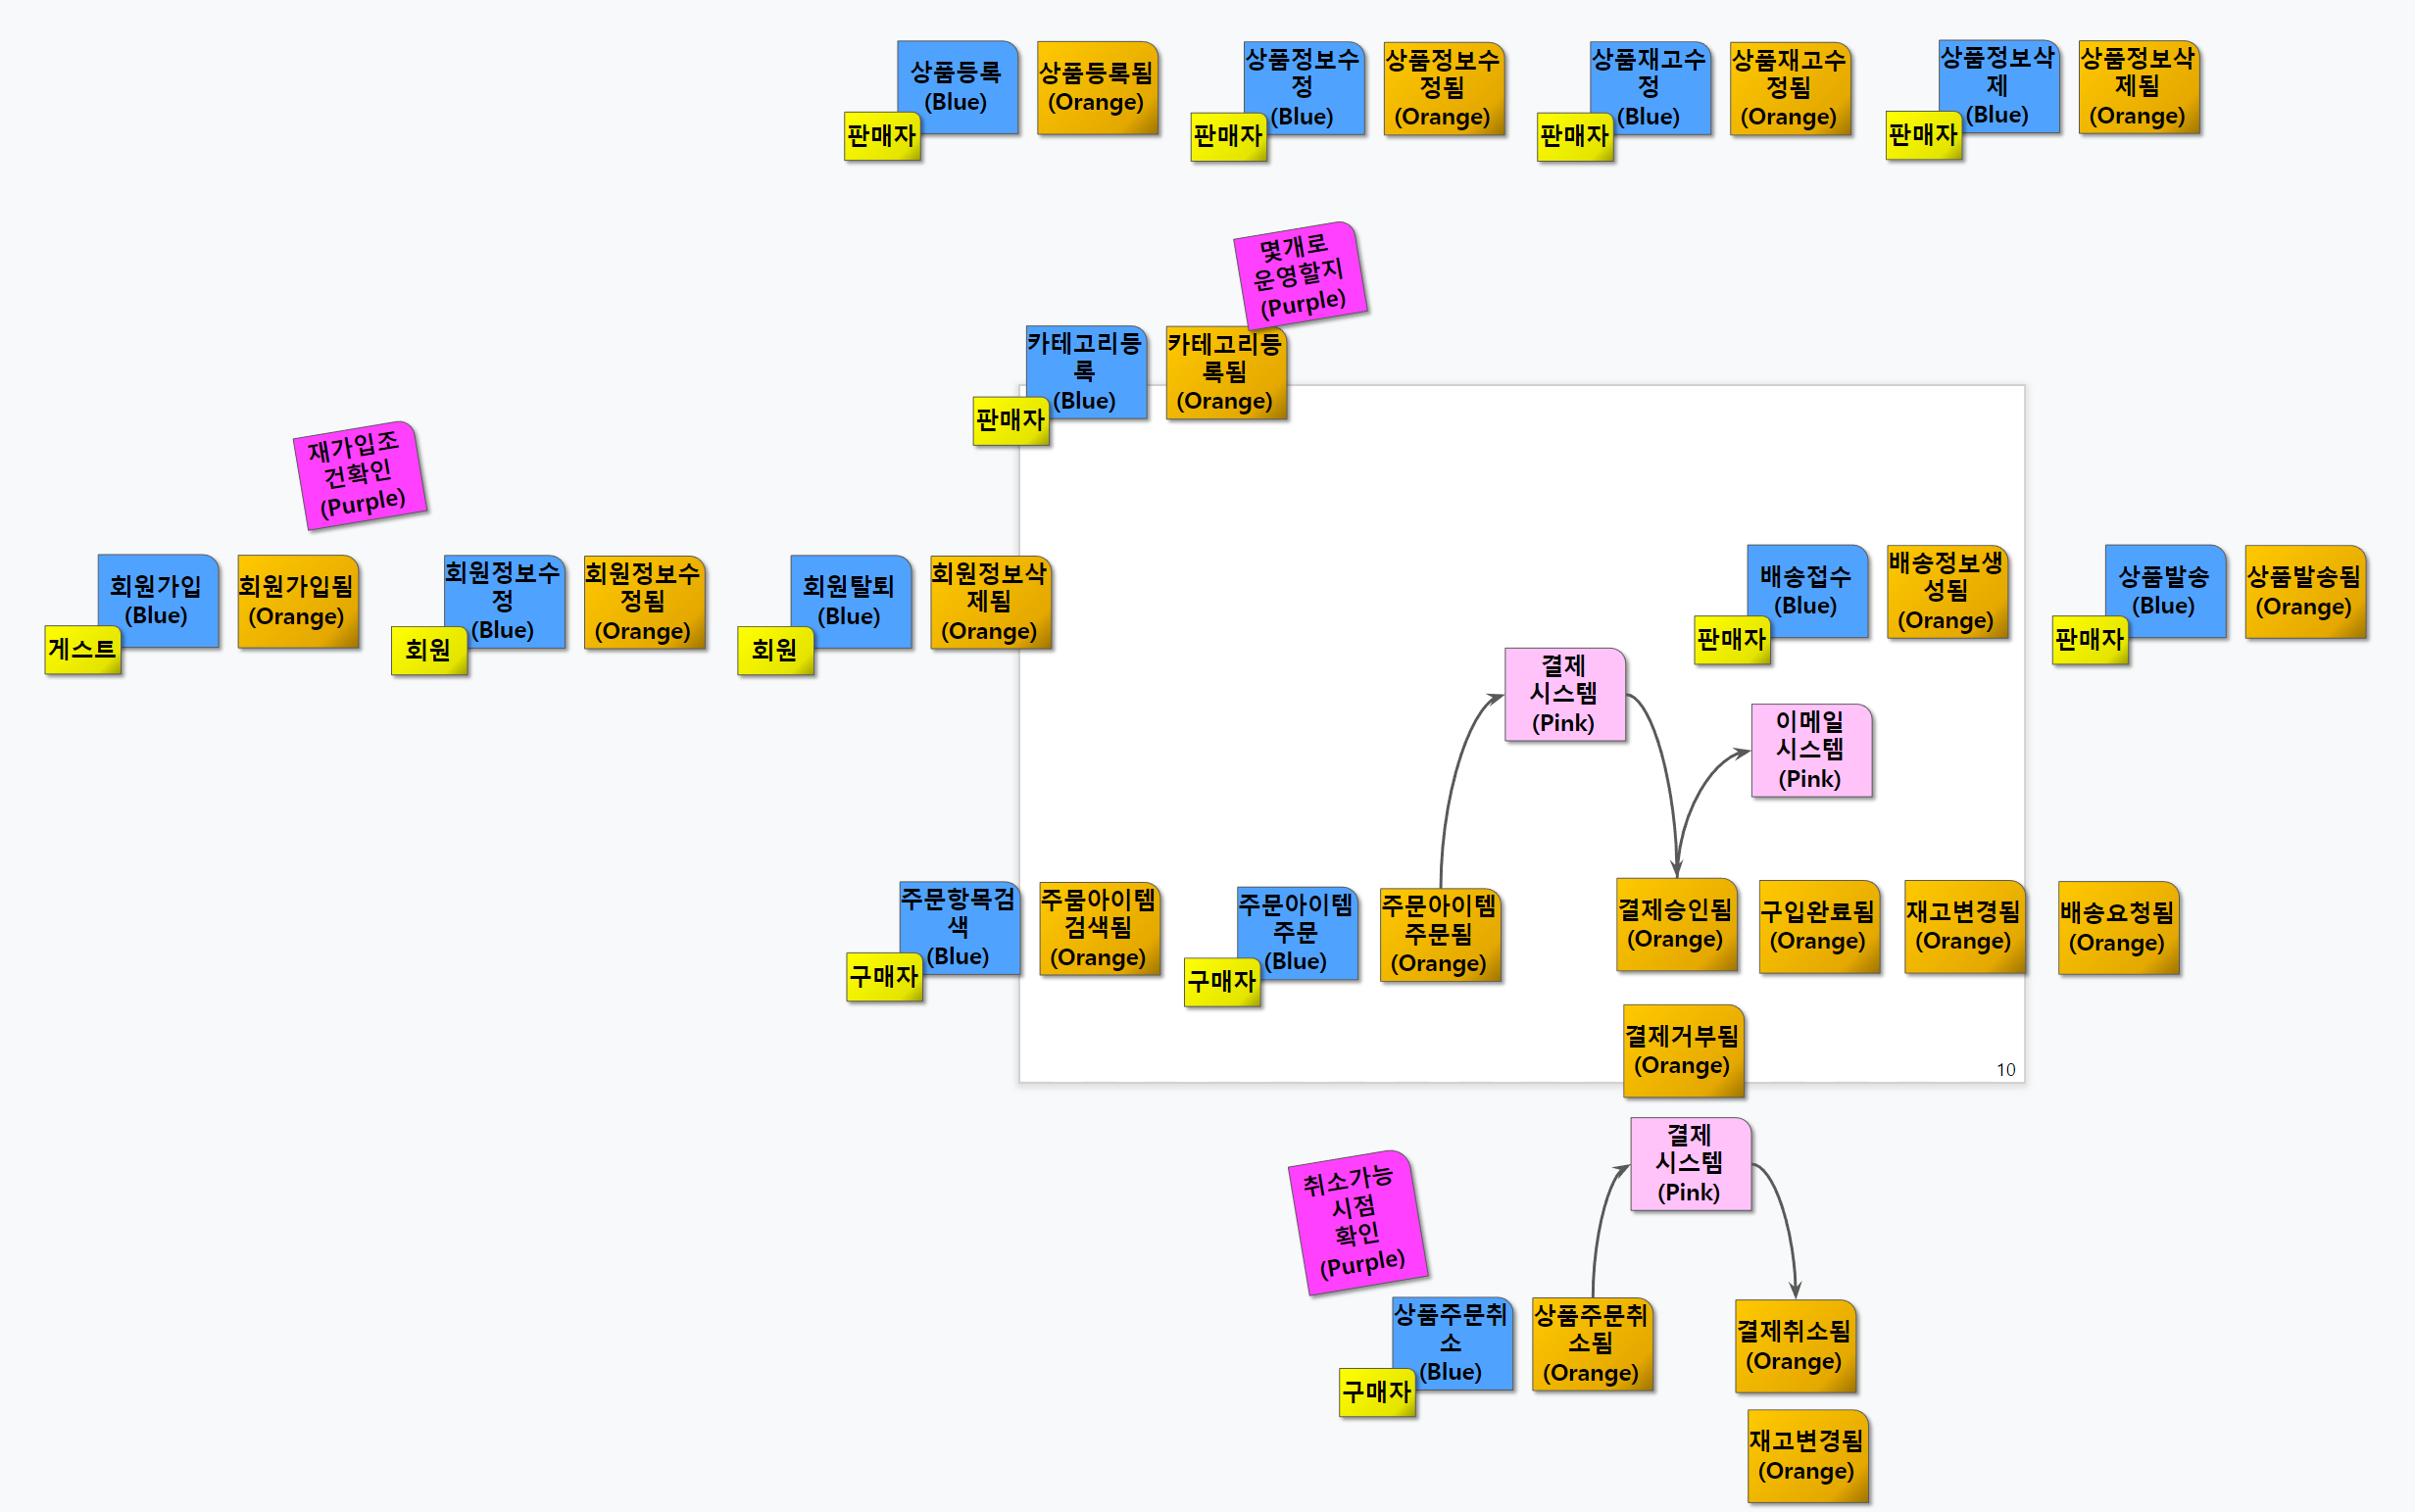 상품등록
(Blue)
판매자
상품등록됨
(Orange)
상품정보수
정
(Blue)
판매자
상품정보수
정됨
(Orange)
상품재고수
정
(Blue)
판매자
상품재고수
정됨
(Orange)
상품정보삭
제
(Blue)
판매자
상품정보삭
제됨
(Orange)
몇개로
운영할지
(Purple)
카테고리등
록
(Blue)
판매자
카테고리등
록됨
(Orange)
재가입조
건확인
(Purple)
회원가입
(Blue)
게스트
회원가입됨
(Orange)
회원정보수
정
(Blue)
회원
회원정보수
정됨
(Orange)
회원탈퇴
(Blue)
회원
회원정보삭
제됨
(Orange)
배송접수
(Blue)
판매자
배송정보생
성됨
(Orange)
상품발송
(Blue)
판매자
상품발송됨
(Orange)
결제
시스템
(Pink)
이메일
시스템
(Pink)
주문항목검
색
(Blue)
구매자
주뭄아이템
검색됨
(Orange)
주문아이템
주문
(Blue)
구매자
주문아이템
주문됨
(Orange)
결제승인됨
(Orange)
구입완료됨
(Orange)
재고변경됨
(Orange)
배송요청됨
(Orange)
결제거부됨
(Orange)
10
결제
시스템
(Pink)
취소가능
시점
확인
(Purple)
상품주문취
소
(Blue)
구매자
상품주문취
소됨
(Orange)
결제취소됨
(Orange)
재고변경됨
(Orange)